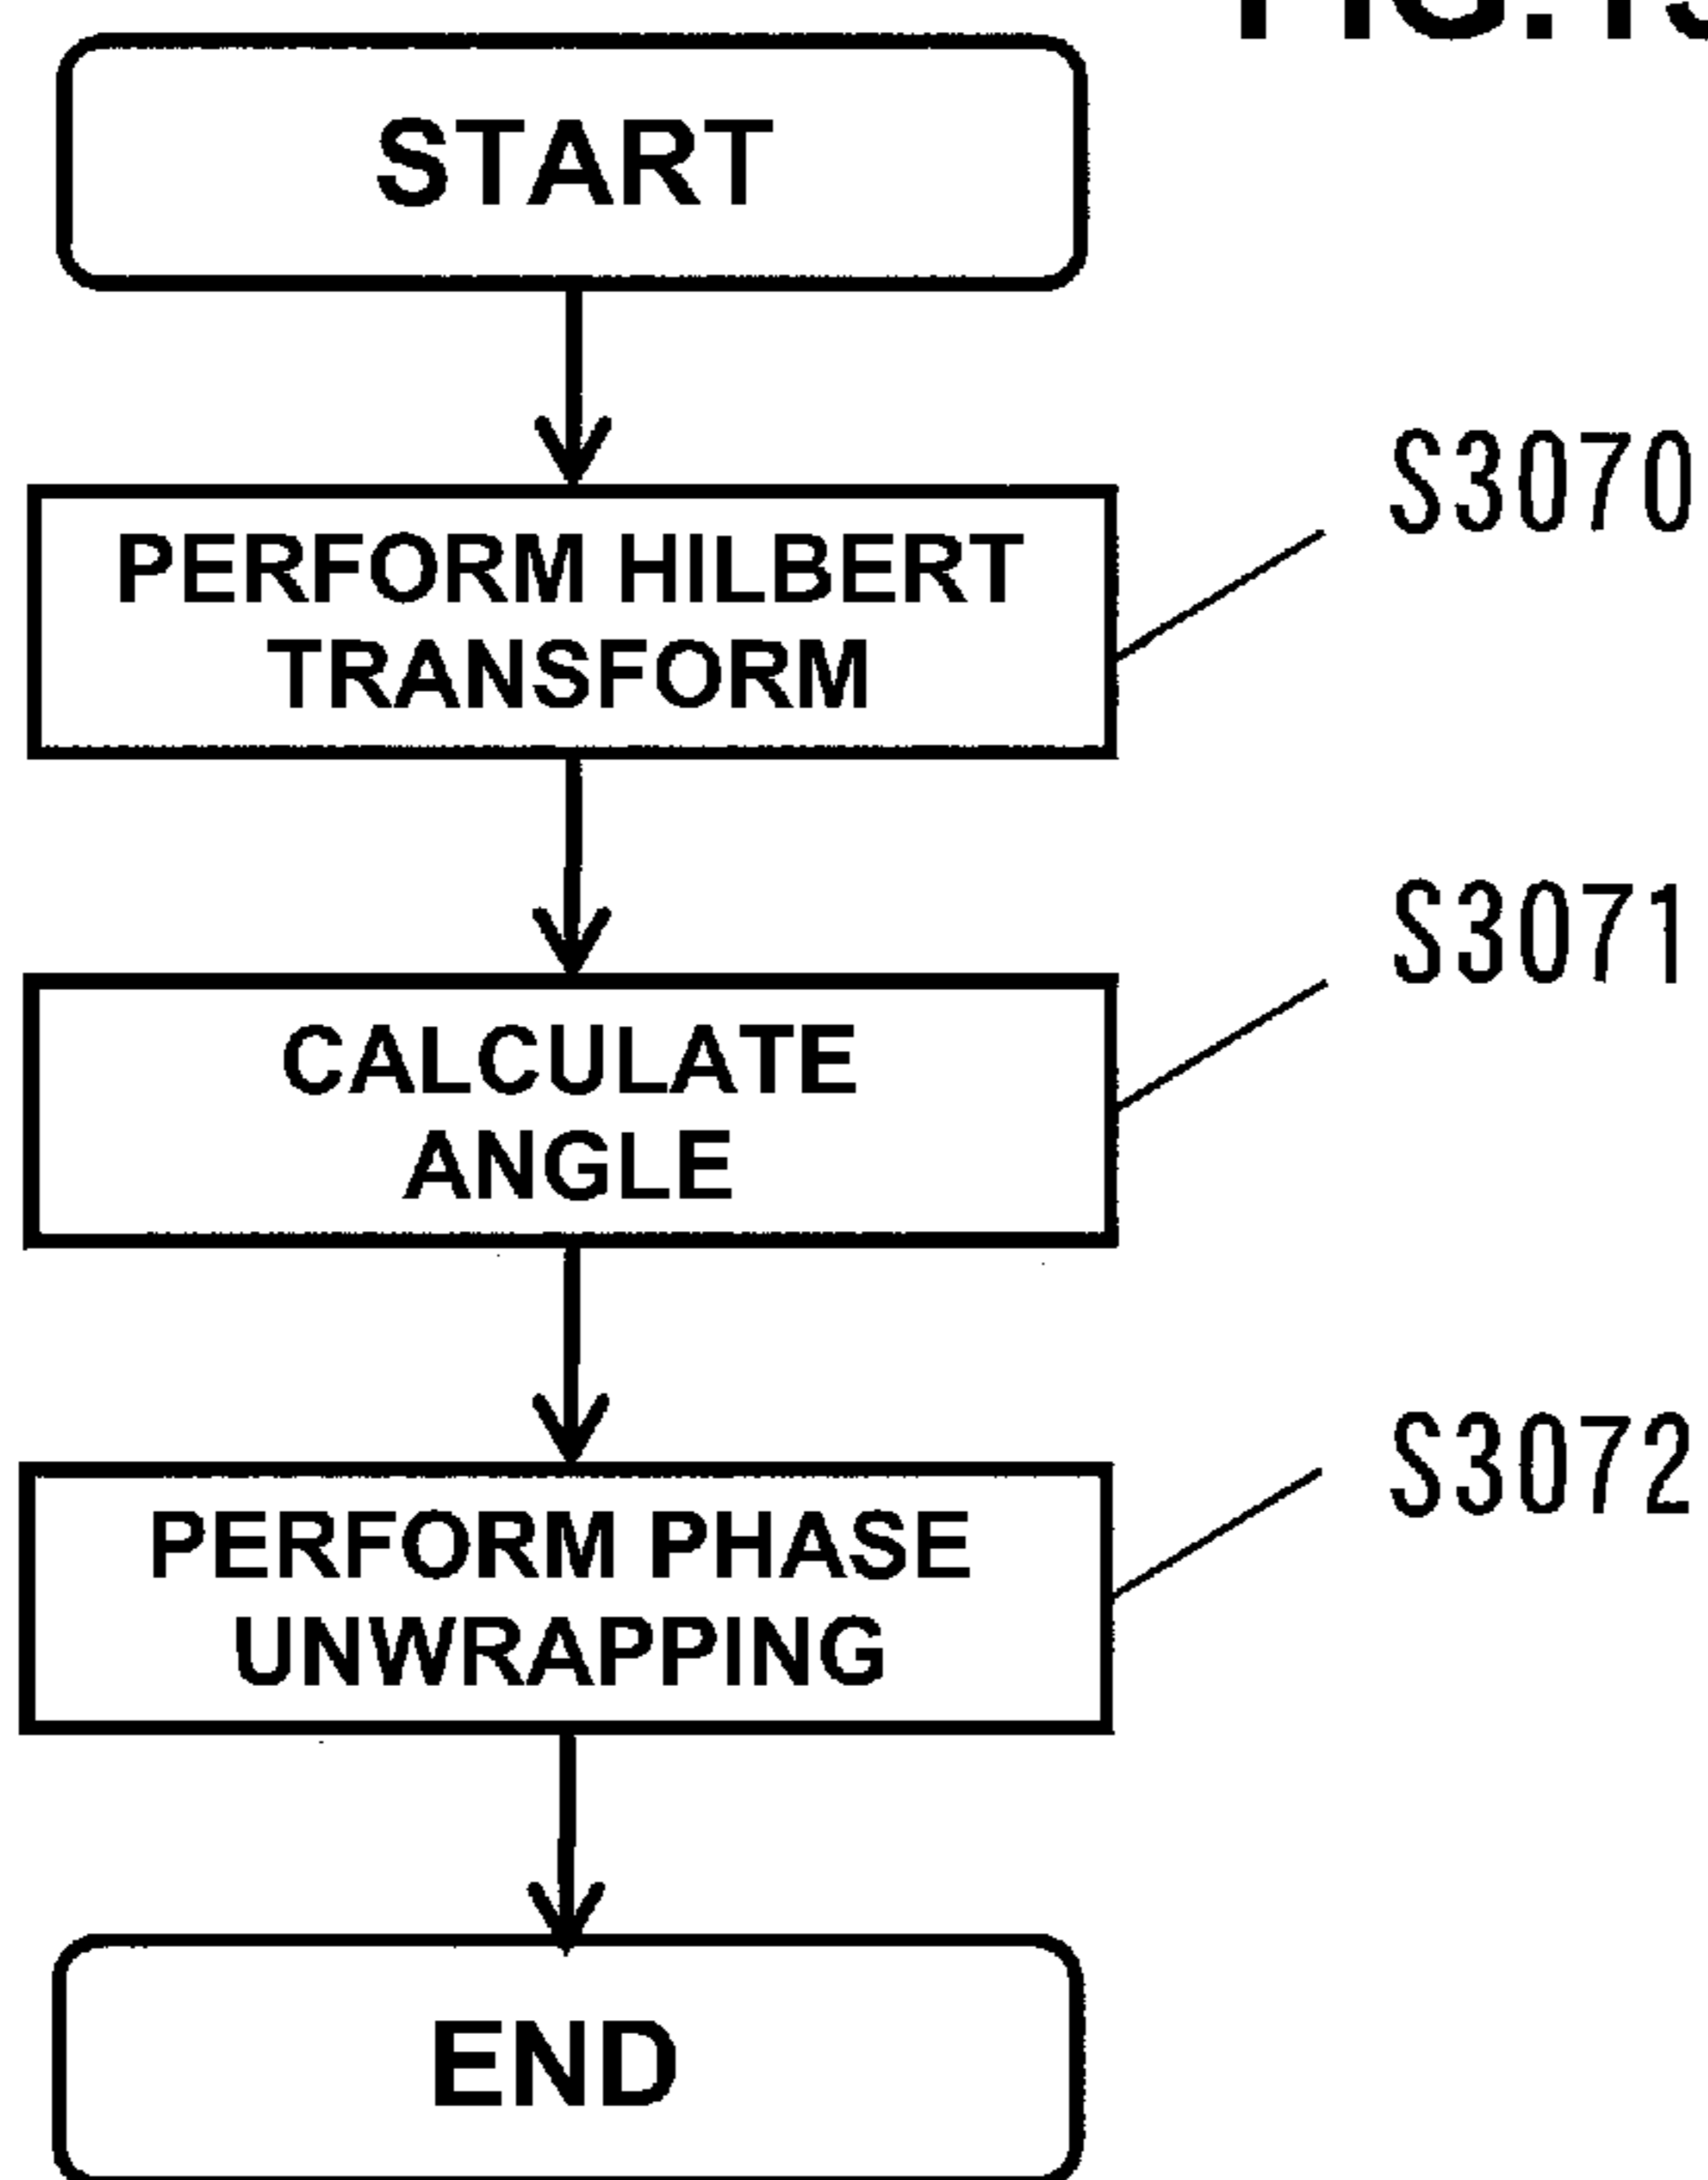 START
S3070
PERFORM HILBERT
TRANSFORM
S3071
CALCULATE
ANGLE
S3072
PERFORM PHASE
UNWRAPPING
END